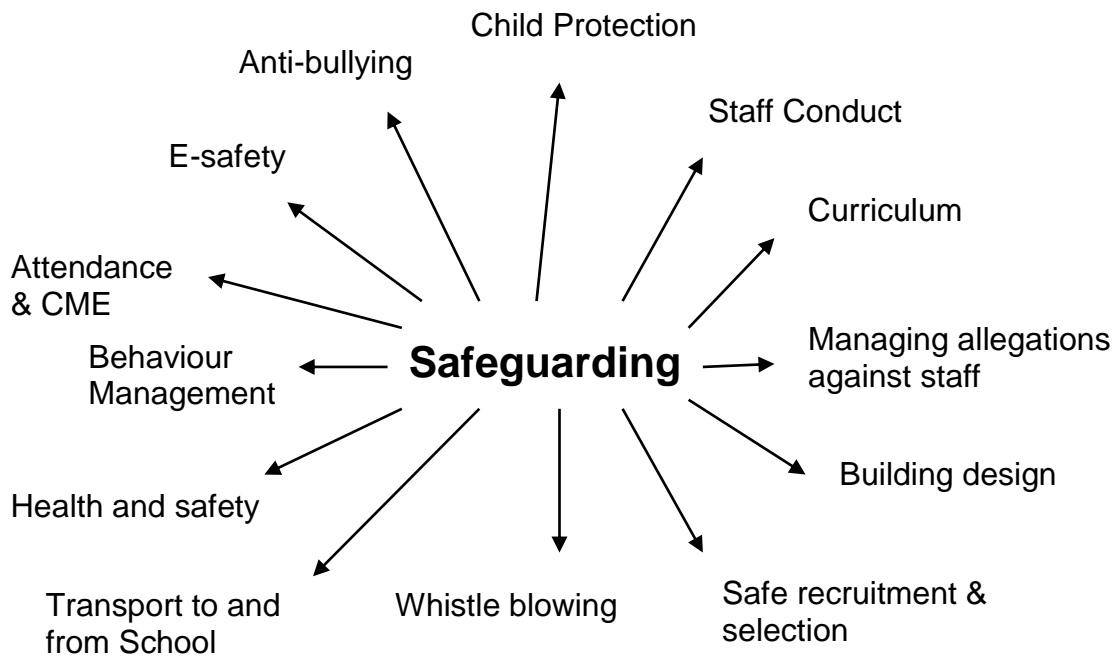 Child Protection
Anti-bullying
Staff Conduct
E-safety
Curriculum
Attendance
& CME
Managing allegations
against staff
Behaviour
Management
Safeguarding
Building design
Health and safety
Transport to and
from School
Whistle blowing
Safe recruitment &
selection